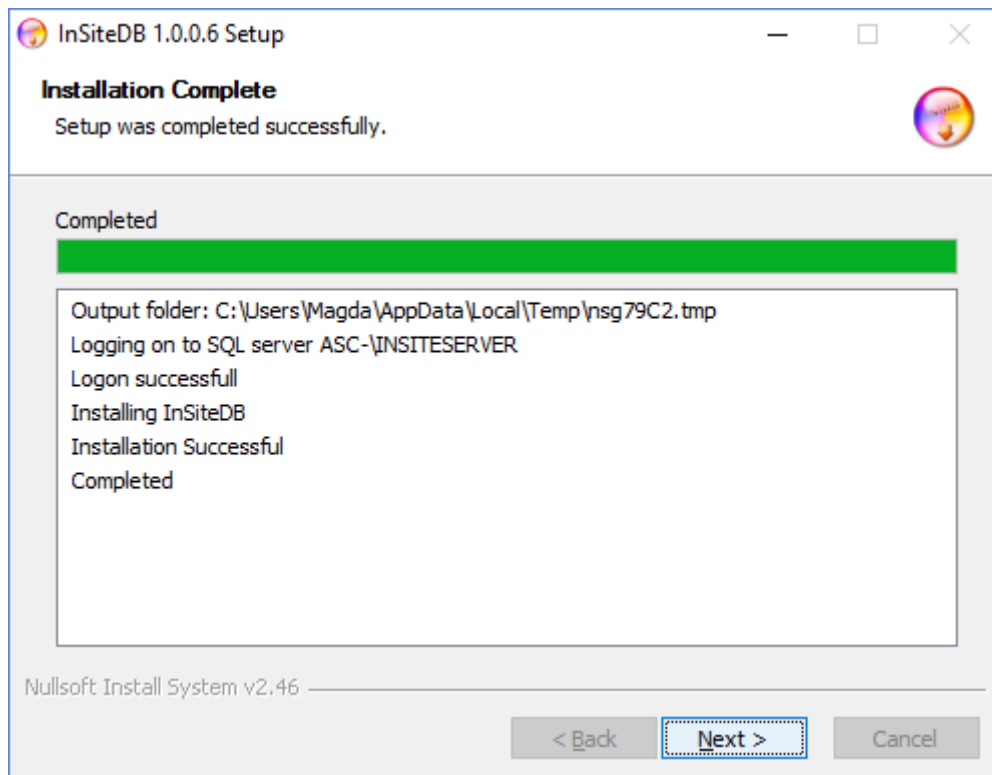 InSiteDB 1.0.0.6 Setup
Installation Complete
Setup was completed successfully.
Completed
Output folder: C:\Users\Magda\AppData\Local\Temp\nsg79C2.tmp
Logging on to SQL server ASC-\INSITESERVER
Logon successfull
Installing InSiteDB
Installation Successful
Completed
Nullsoft Install System v2.46
< Back
Next >
Cancel